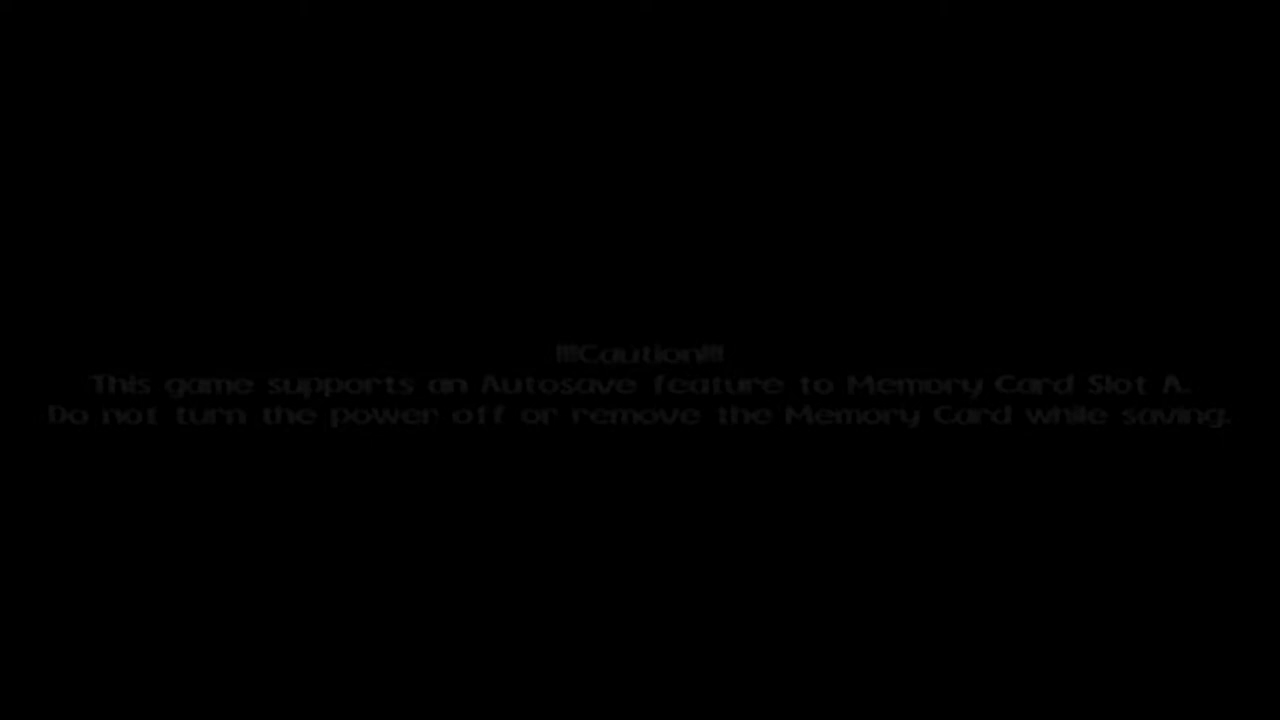 !!!Caution!!!
This game supports an Autosave feature to Memory Card Slot A.
Do not turn the power off or remove the Memory Card while saving.